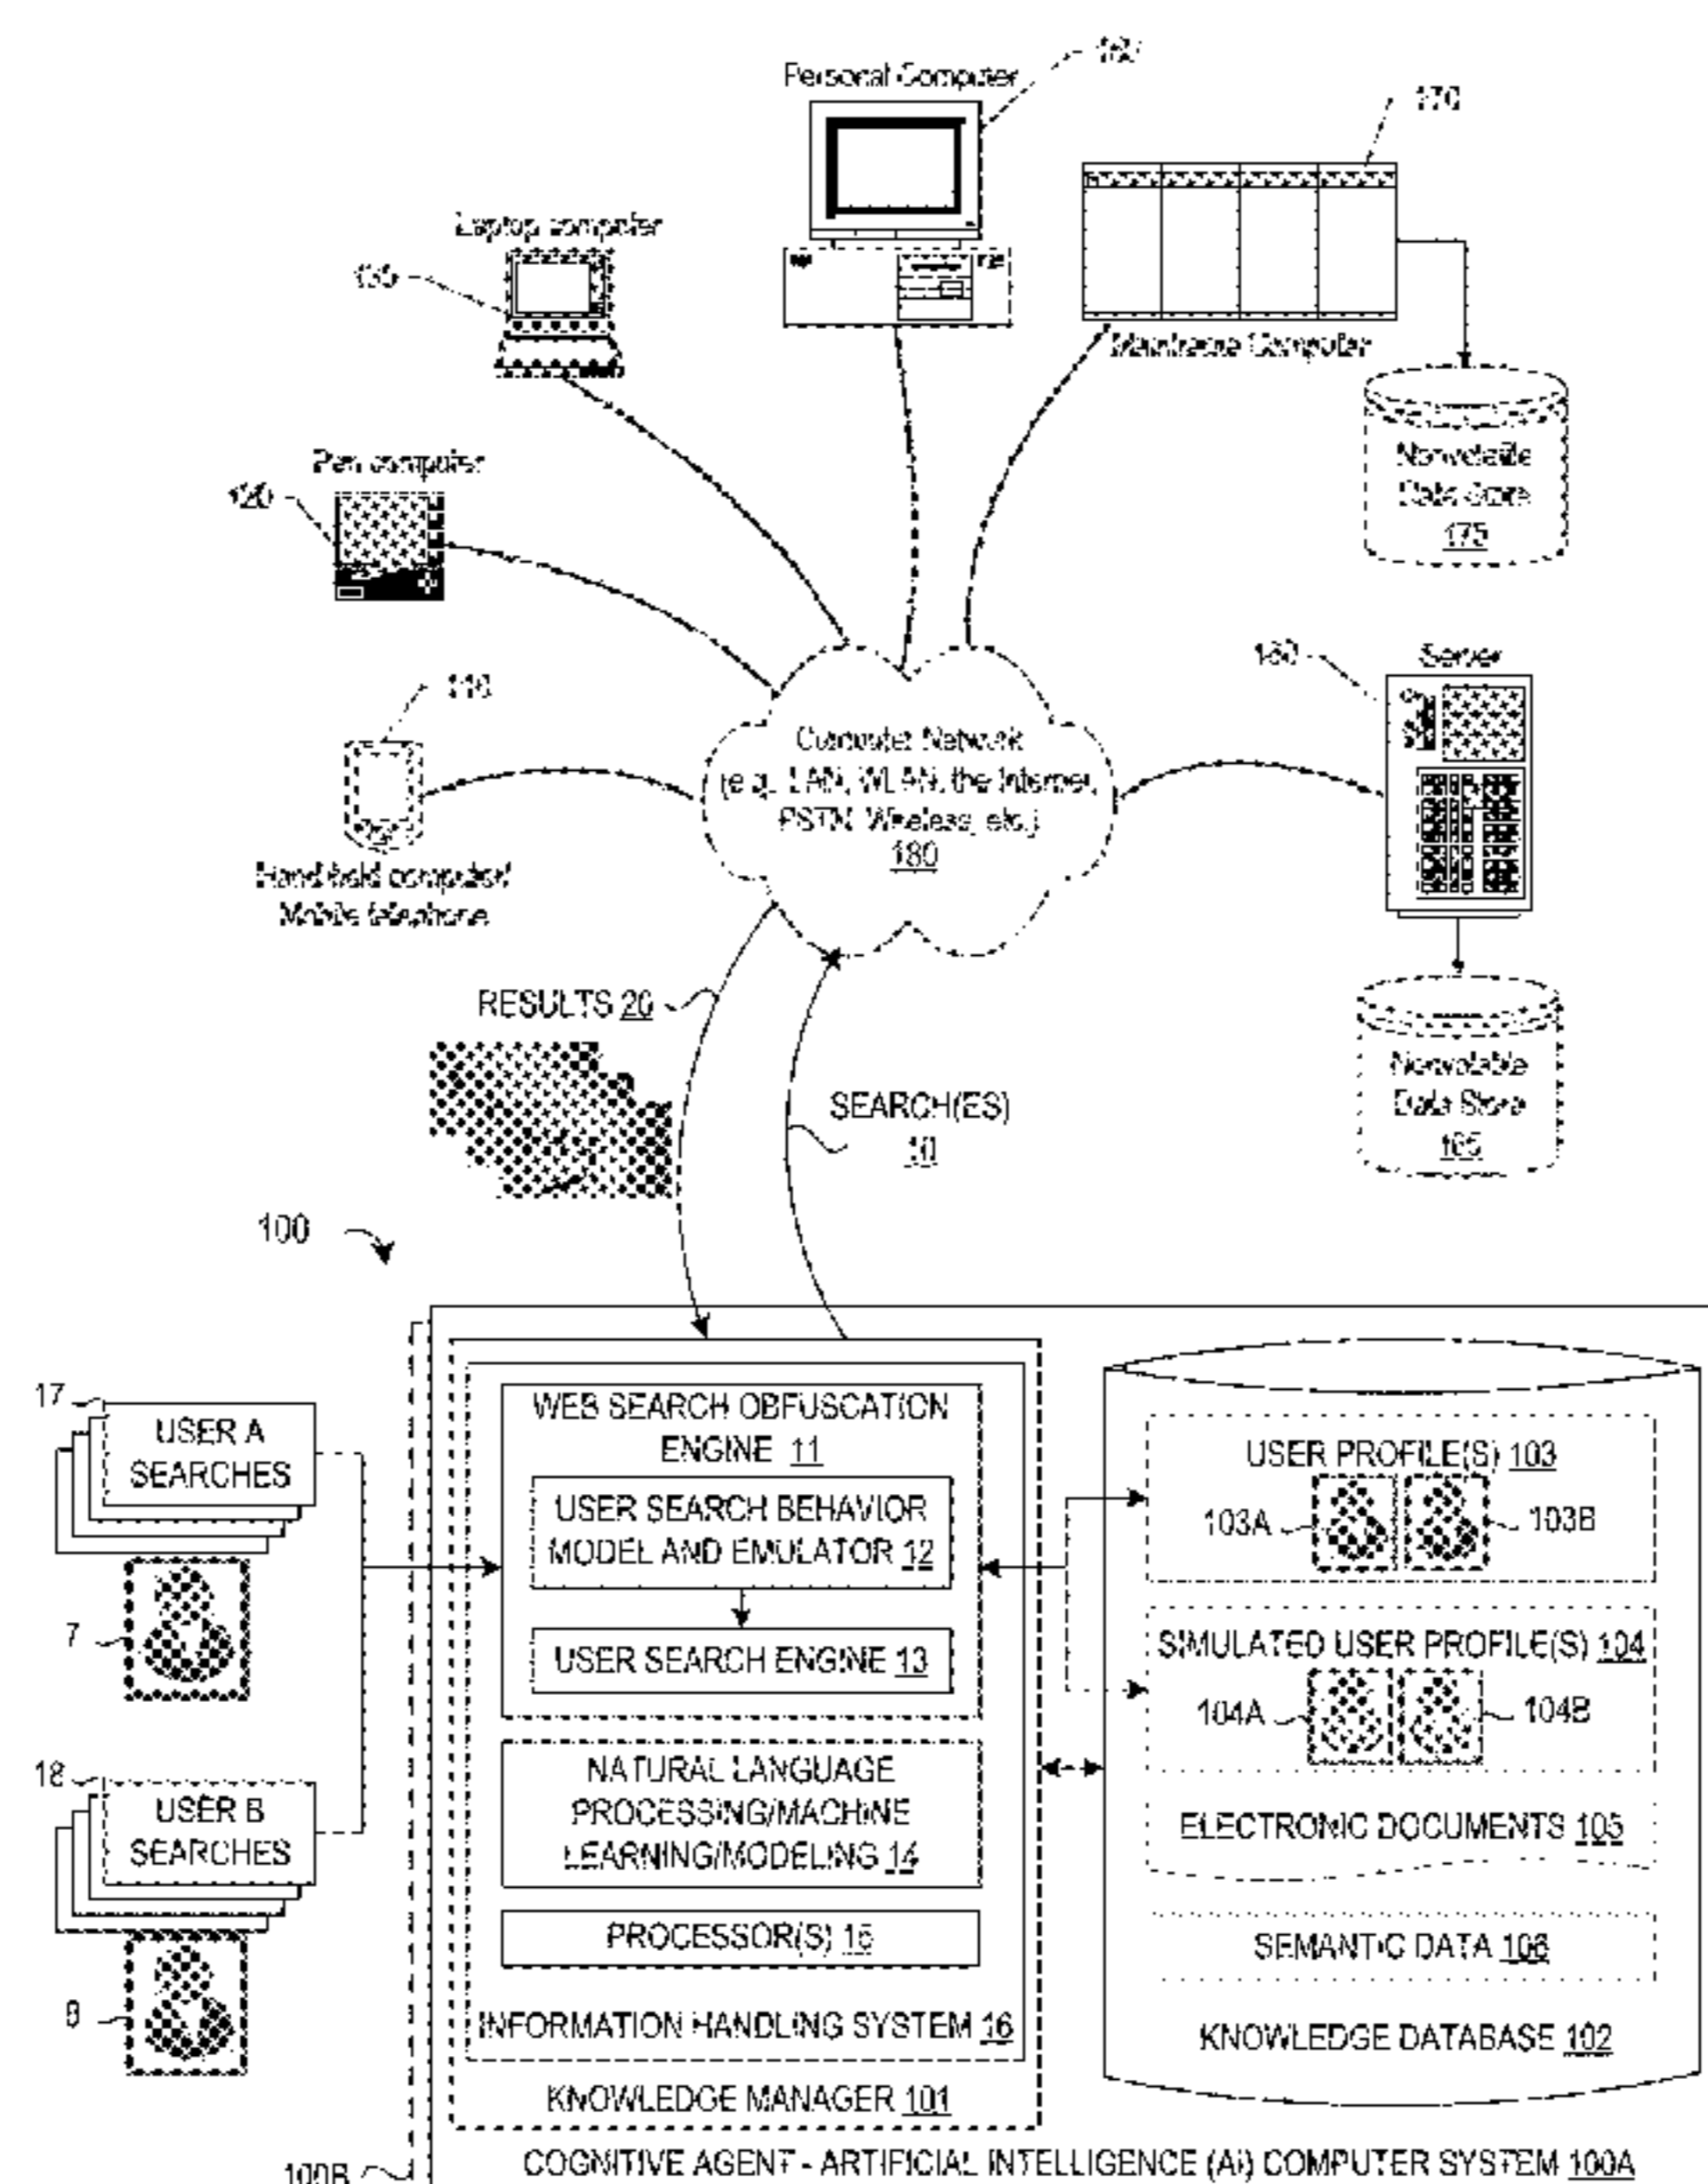 Personal Computer
170
Laptop computer
Mainframe Computer
Pen computer
120
Nonvolatile
Data Store
175
160
Server
110
Computer Network
(e.g., LAN, WLAN, the Internet,
PSTN, Wireless, etc.)
180
Hand-held computer/
Mobile telephone
RESULTS 20
SEARCH(ES)
10
Nonvolatile
Data Store
165
100
17
USER A
SEARCHES
7
18
USER B
SEARCHES
8
WEB SEARCH OBFUSCATION
ENGINE 11
USER SEARCH BEHAVIOR
MODEL AND EMULATOR 12
USER SEARCH ENGINE 13
NATURAL LANGUAGE
PROCESSING/MACHINE
LEARNING/MODELING 14
PROCESSOR(S) 15
INFORMATION HANDLING SYSTEM 16
KNOWLEDGE MANAGER 101
USER PROFILE(S) 103
103A
103B
SIMULATED USER PROFILE(S) 104
104A
104B
ELECTRONIC DOCUMENTS 105
SEMANTIC DATA 106
KNOWLEDGE DATABASE 102
100B
COGNITIVE AGENT - ARTIFICIAL INTELLIGENCE (AI) COMPUTER SYSTEM 100A